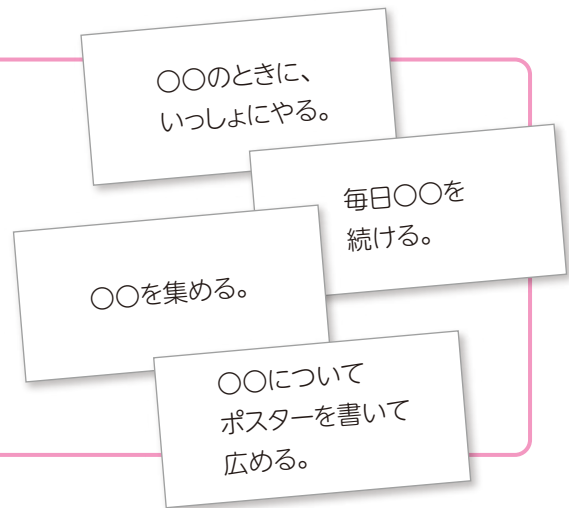 ○○のときに、
いっしょにやる。
毎日○○を
続ける。
○○を集める。
○○について
ポスターを書いて
広める。